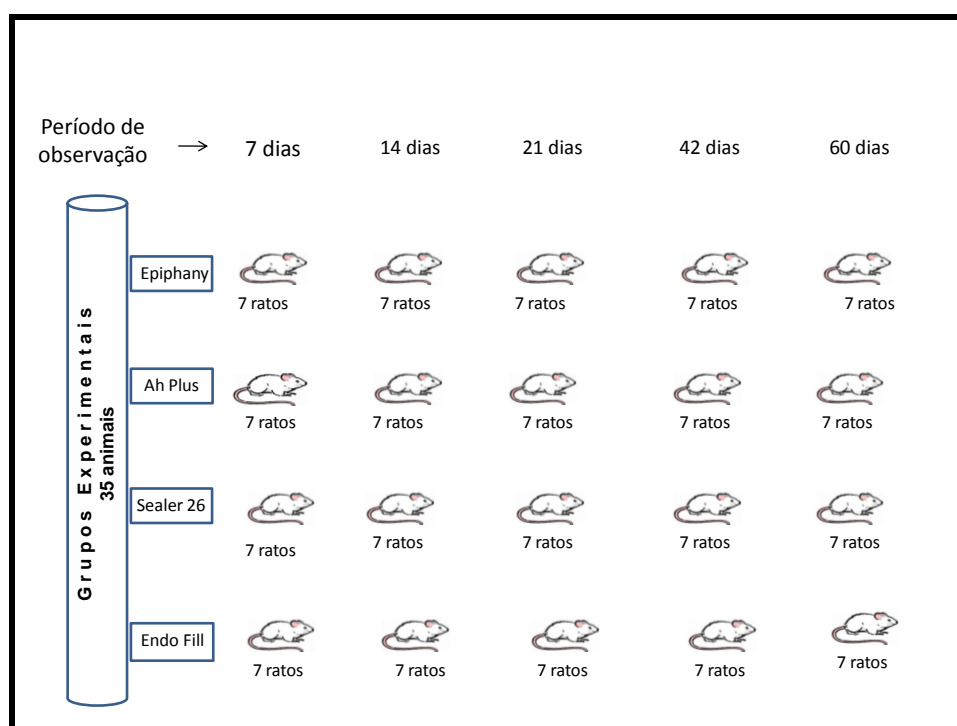 Período de
observação → 7 dias 14 dias 21 dias 42 dias 60 dias
Grupos Experimentais
35 animais
Epiphany
7 ratos 7 ratos 7 ratos 7 ratos 7 ratos
Ah Plus
7 ratos 7 ratos 7 ratos 7 ratos 7 ratos
Sealer 26
7 ratos 7 ratos 7 ratos 7 ratos 7 ratos
Endo Fill
7 ratos 7 ratos 7 ratos 7 ratos 7 ratos